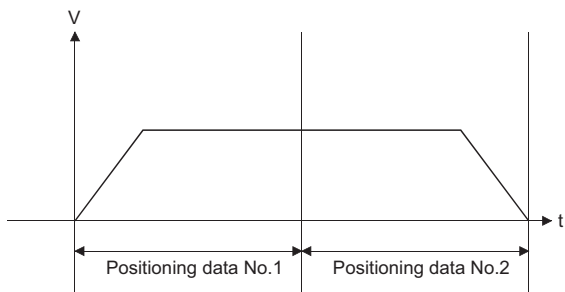 V
t
Positioning data No.1
Positioning data No.2